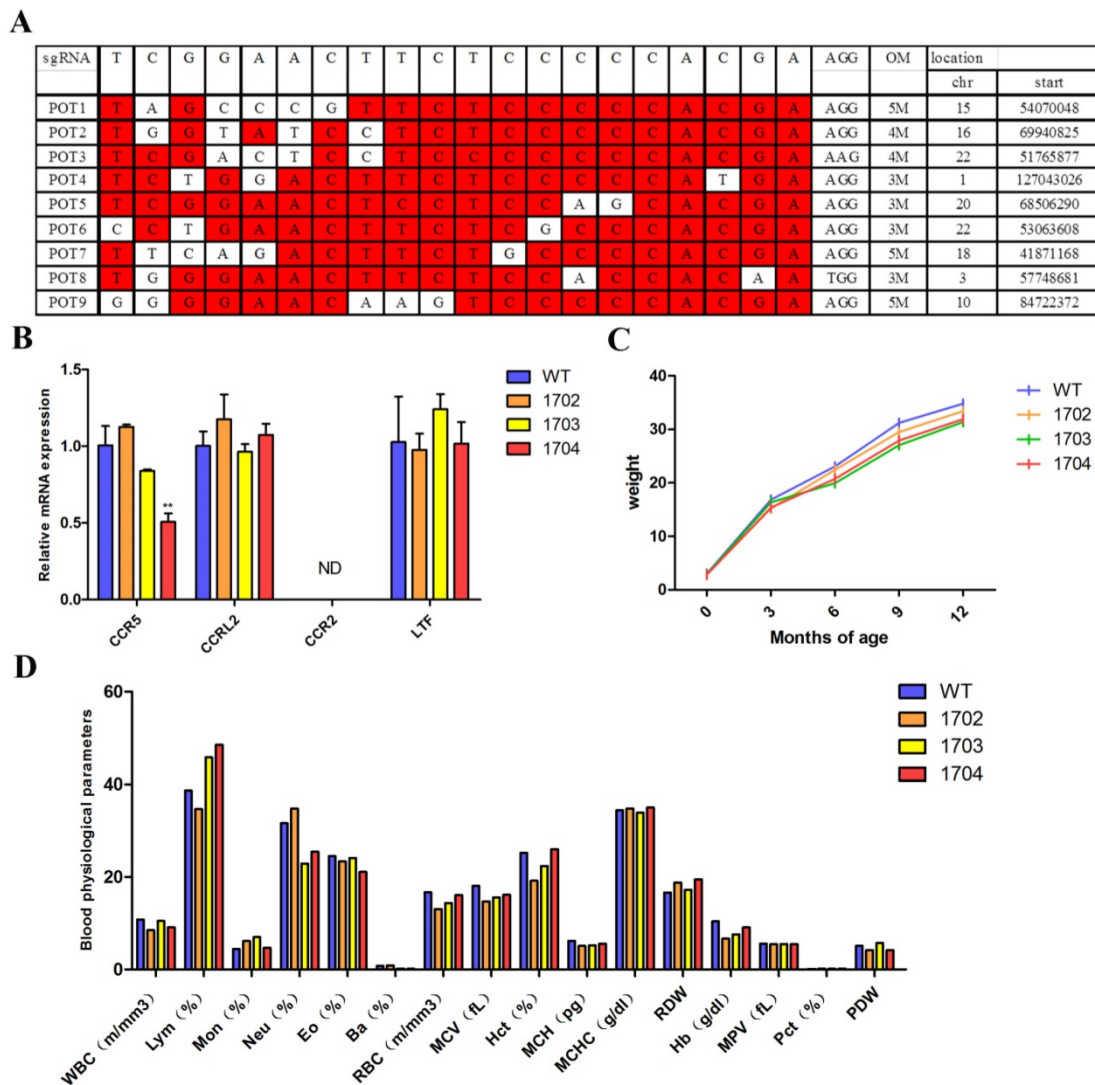 A
sgRNA T C G G A A C T T C T C C C C C A C G A AGG OM location
chr start
POT1 T A G C C C G T T C T C C C C C A C G A AGG 5M 15 54070048
POT2 T G G T A T C C T C T C C C C C A C G A AGG 4M 16 69940825
POT3 T C G A C T C C T C T C C C C C A C G A AAG 4M 22 51765877
POT4 T C T G G A C T T C T C C C C C A T G A AGG 3M 1 127043026
POT5 T C G G A A C T C C T C C A G C A C G A AGG 3M 20 68506290
POT6 C C T G A A C T T C T C G C C C A C G A AGG 3M 22 53063608
POT7 T T C A G A C T T C T G C C C C A C G A AGG 5M 18 41871168
POT8 T G G G A A C T T C T C C A C C A C A A TGG 3M 3 57748681
POT9 G G G G A A C A A G T C C C C C A C G A AGG 5M 10 84722372
B
Relative mRNA expression
1.5
1.0
0.5
0.0
**
ND
CCR5
CCRL2
CCR2
LTF
WT
1702
1703
1704
C
weight
40
30
20
10
0
0
3
6
9
12
Months of age
WT
1702
1703
1704
D
Blood physiological parameters
60
40
20
0
WBC (m/mm3)
Lym (%)
Mon (%)
Neu (%)
Eo (%)
Ba (%)
RBC (m/mm3)
MCV (fL)
Hct (%)
MCH (pg)
MCHC (g/dl)
RDW
Hb (g/dl)
MPV (fL)
Pct (%)
PDW
WT
1702
1703
1704